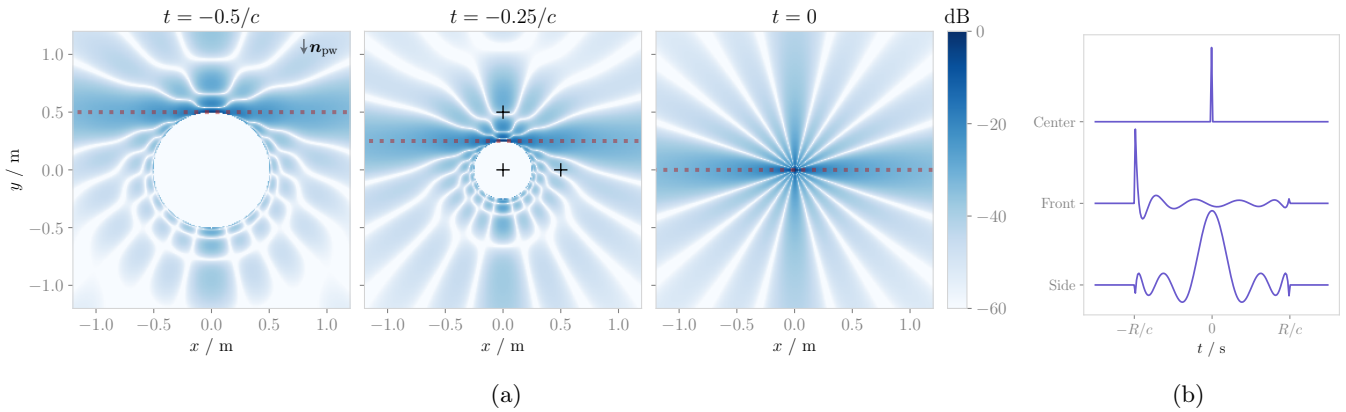 t = −0.5/c
t = −0.25/c
t = 0
dB
n_pw
1.0
0.5
0.0
−0.5
−1.0
y / m
−1.0 −0.5 0.0 0.5 1.0
x / m
−1.0 −0.5 0.0 0.5 1.0
x / m
−1.0 −0.5 0.0 0.5 1.0
x / m
0
−20
−40
−60
Center
Front
Side
−R/c 0 R/c
t / s
(a)
(b)